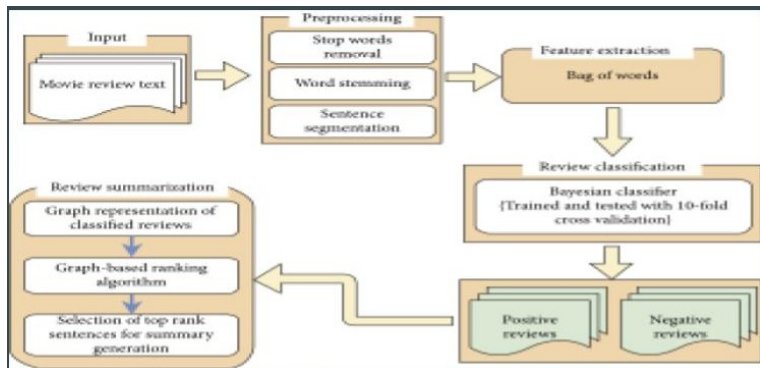 Input
Movie review text
Preprocessing
Stop words
removal
Word stemming
Sentence
segmentation
Feature extraction
Bag of words
Review classification
Bayesian classifier
{Trained and tested with 10-fold
cross validation}
Positive
reviews
Negative
reviews
Review summarization
Graph representation of
classified reviews
Graph-based ranking
algorithm
Selection of top rank
sentences for summary
generation